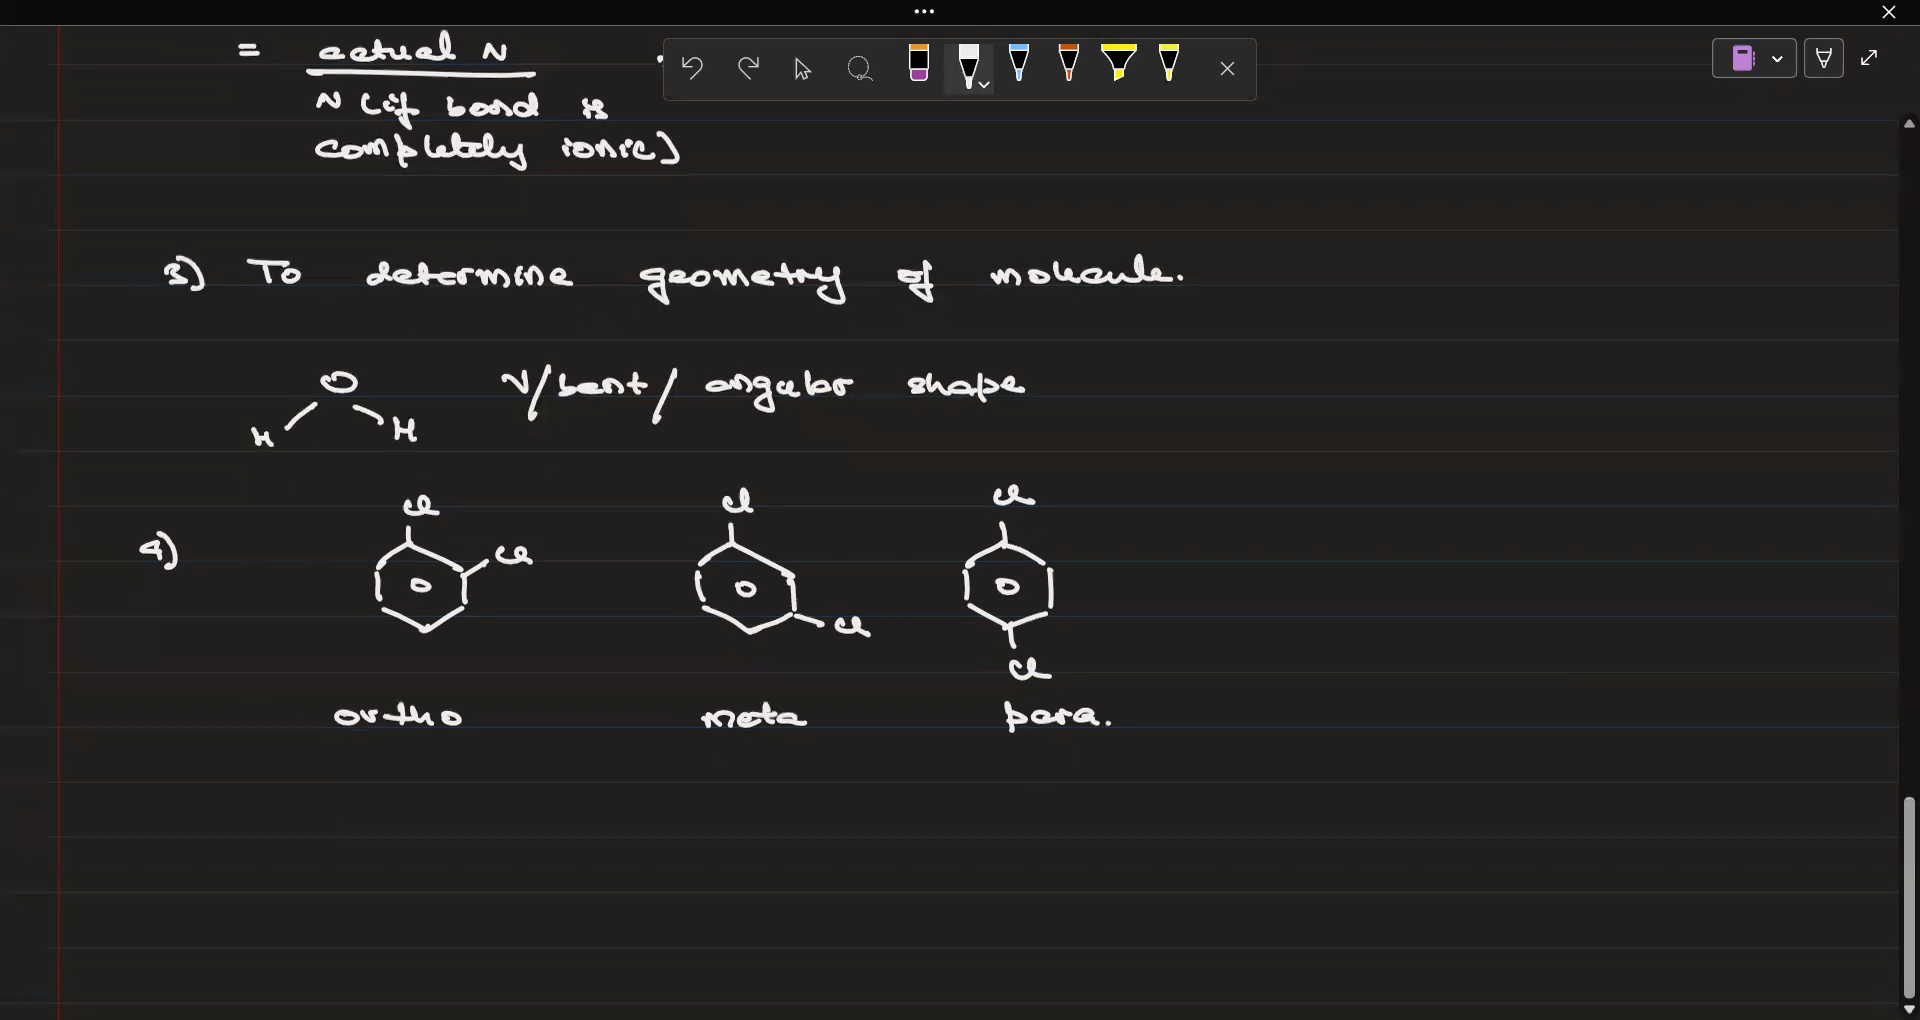 = actual N
N (if bond is
completely ionic)
3) To determine geometry of molecule.
O
H H
V/bent/ angular shape
4)
Cl Cl
Cl Cl
Cl
Cl
ortho meta para.